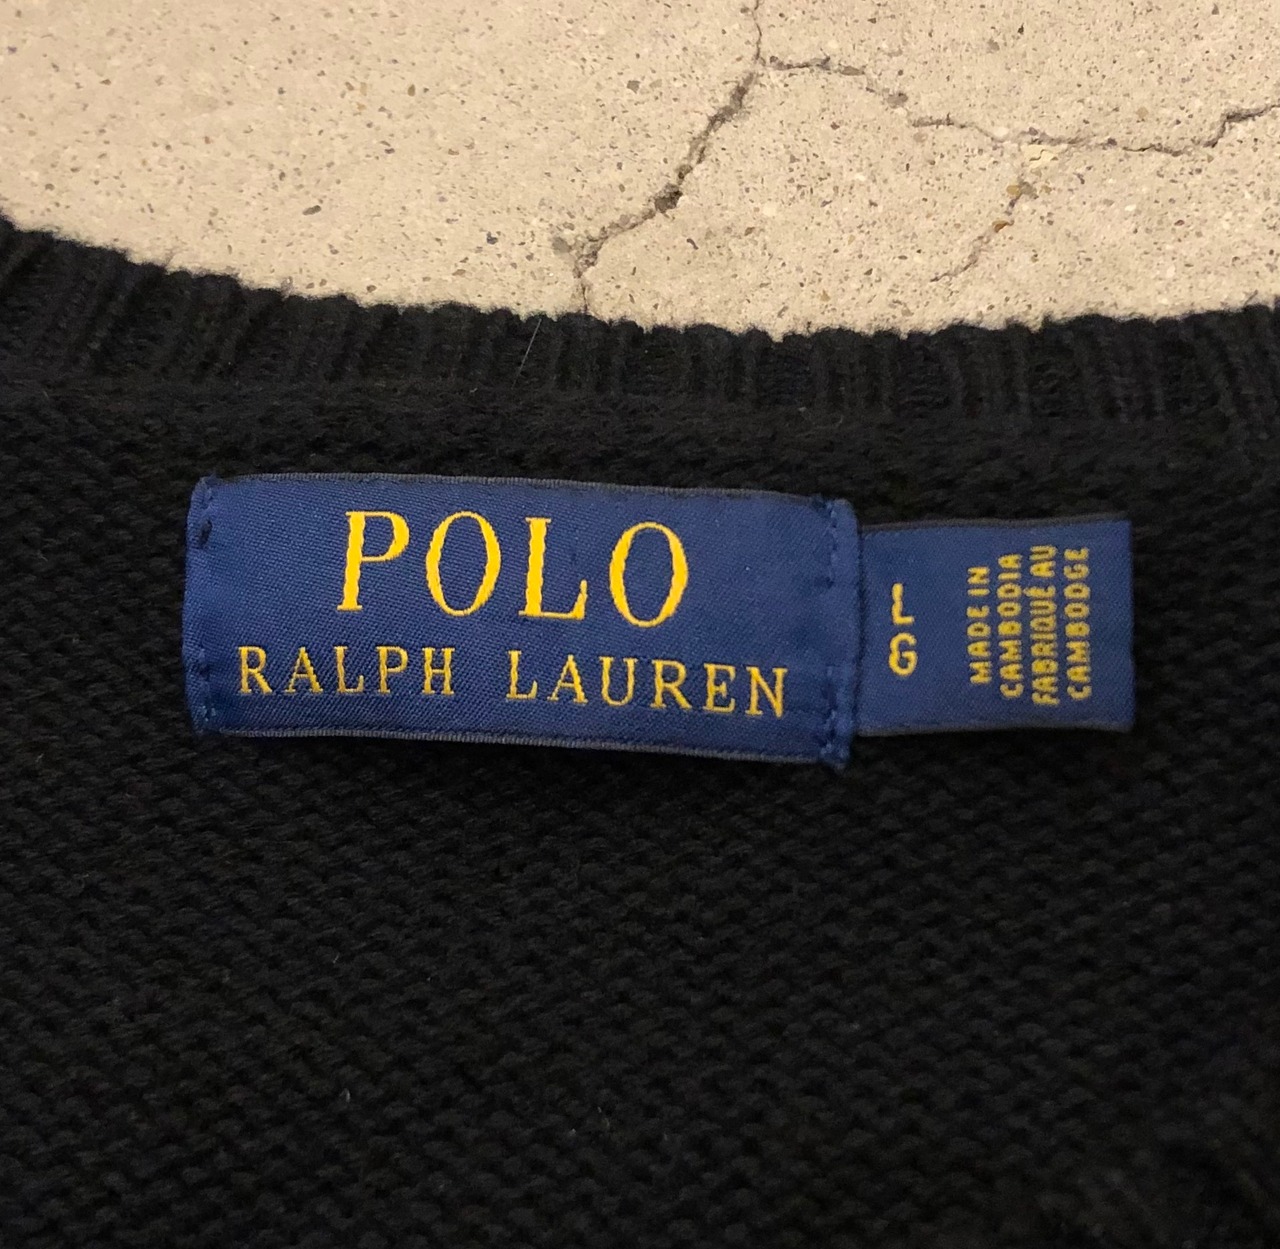 POLO
RALPH LAUREN
L
G
MADE IN
CAMBODIA
FABRIQUÉ AU
CAMBODGE